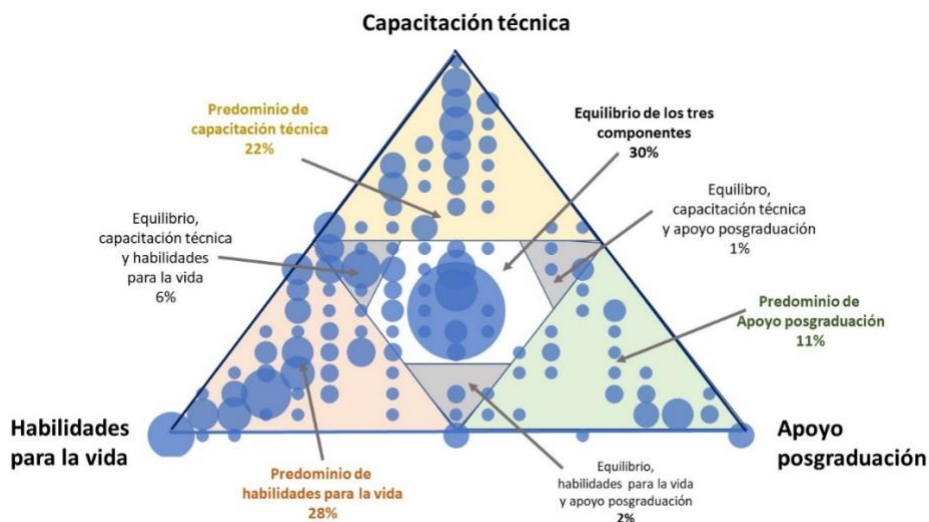 Capacitación técnica
Predominio de
capacitación técnica
22%
Equilibrio de los tres
componentes
30%
Equilibro,
capacitación técnica
y apoyo posgraduación
1%
Equilibrio,
capacitación técnica
y habilidades
para la vida
6%
Predominio de
Apoyo posgraduación
11%
Habilidades
para la vida
Apoyo
posgraduación
Predominio de
habilidades para la vida
28%
Equilibrio,
habilidades para la vida
y apoyo posgraduación
2%